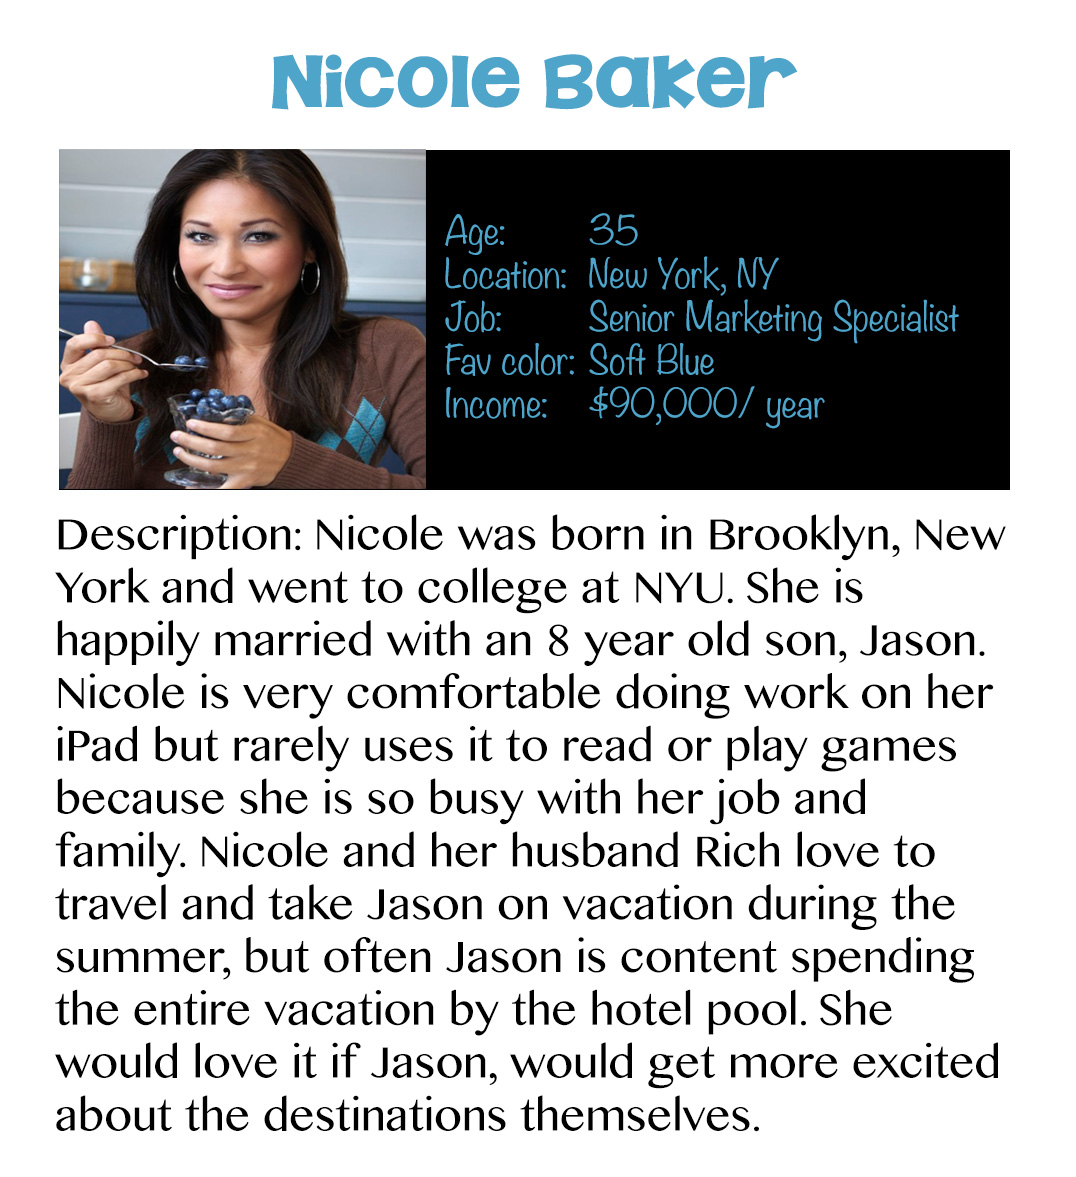 Nicole Baker
Age: 35
Location: New York, NY
Job: Senior Marketing Specialist
Fav color: Soft Blue
Income: $90,000/ year
Description: Nicole was born in Brooklyn, New
York and went to college at NYU. She is
happily married with an 8 year old son, Jason.
Nicole is very comfortable doing work on her
iPad but rarely uses it to read or play games
because she is so busy with her job and
family. Nicole and her husband Rich love to
travel and take Jason on vacation during the
summer, but often Jason is content spending
the entire vacation by the hotel pool. She
would love it if Jason, would get more excited
about the destinations themselves.